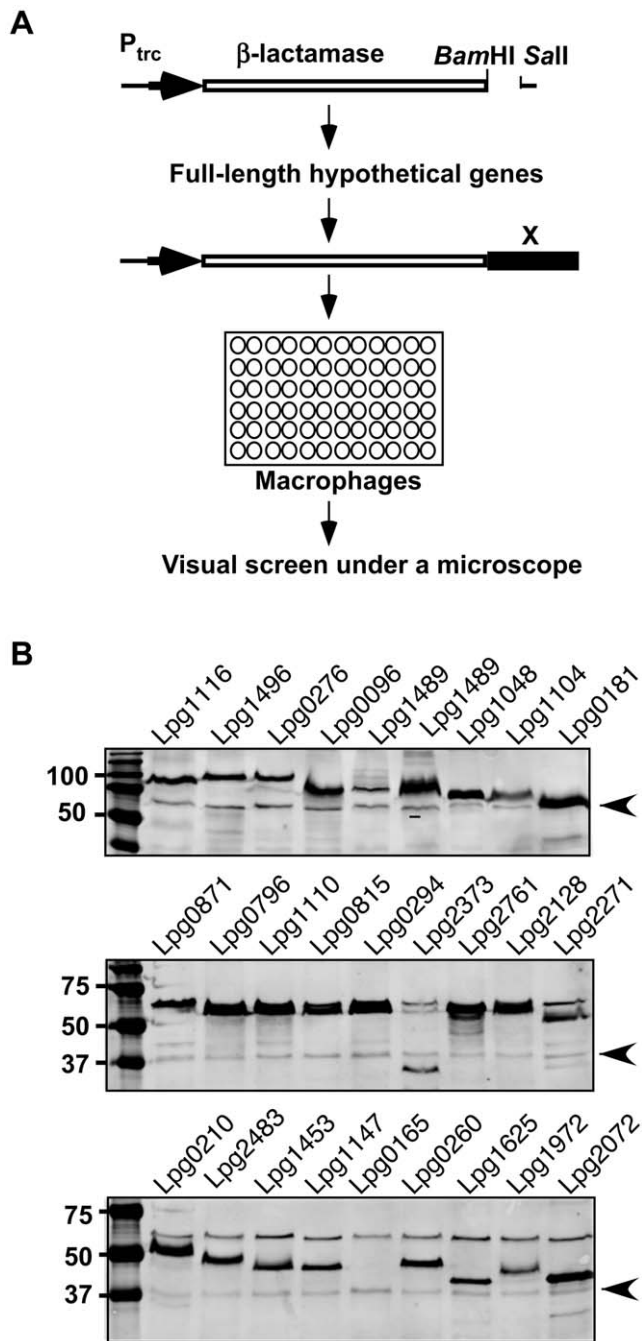 A
P_trc β-lactamase BamHI SalI
Full-length hypothetical genes
X
Macrophages
Visual screen under a microscope
B
Lpg1116 Lpg1496 Lpg0276 Lpg0096 Lpg1489 Lpg1489 Lpg1048 Lpg1104 Lpg0181
100
50
Lpg0871 Lpg0796 Lpg1110 Lpg0815 Lpg0294 Lpg2373 Lpg2761 Lpg2128 Lpg2271
75
50
37
Lpg0210 Lpg2483 Lpg1453 Lpg1147 Lpg0165 Lpg0260 Lpg1625 Lpg1972 Lpg2072
75
50
37